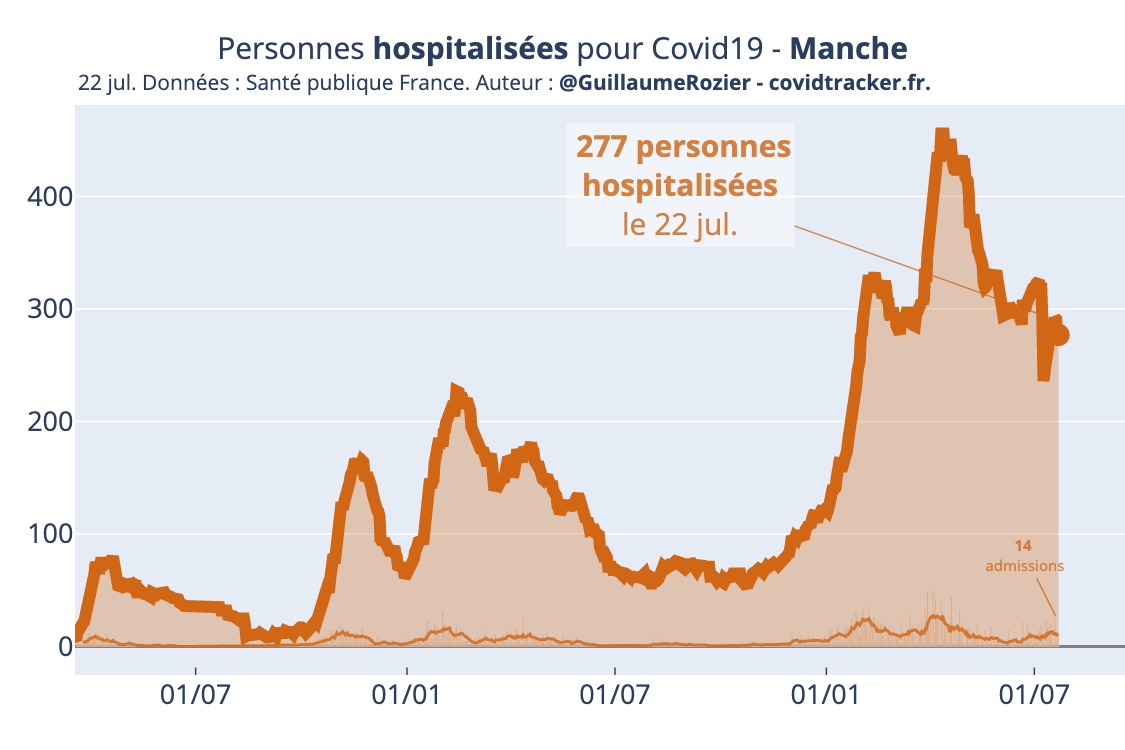 Personnes hospitalisées pour Covid19 - Manche
22 jul. Données : Santé publique France. Auteur : @GuillaumeRozier - covidtracker.fr.
277 personnes
hospitalisées
le 22 jul.
400
300
200
100
0
14
admissions
01/07
01/01
01/07
01/01
01/07